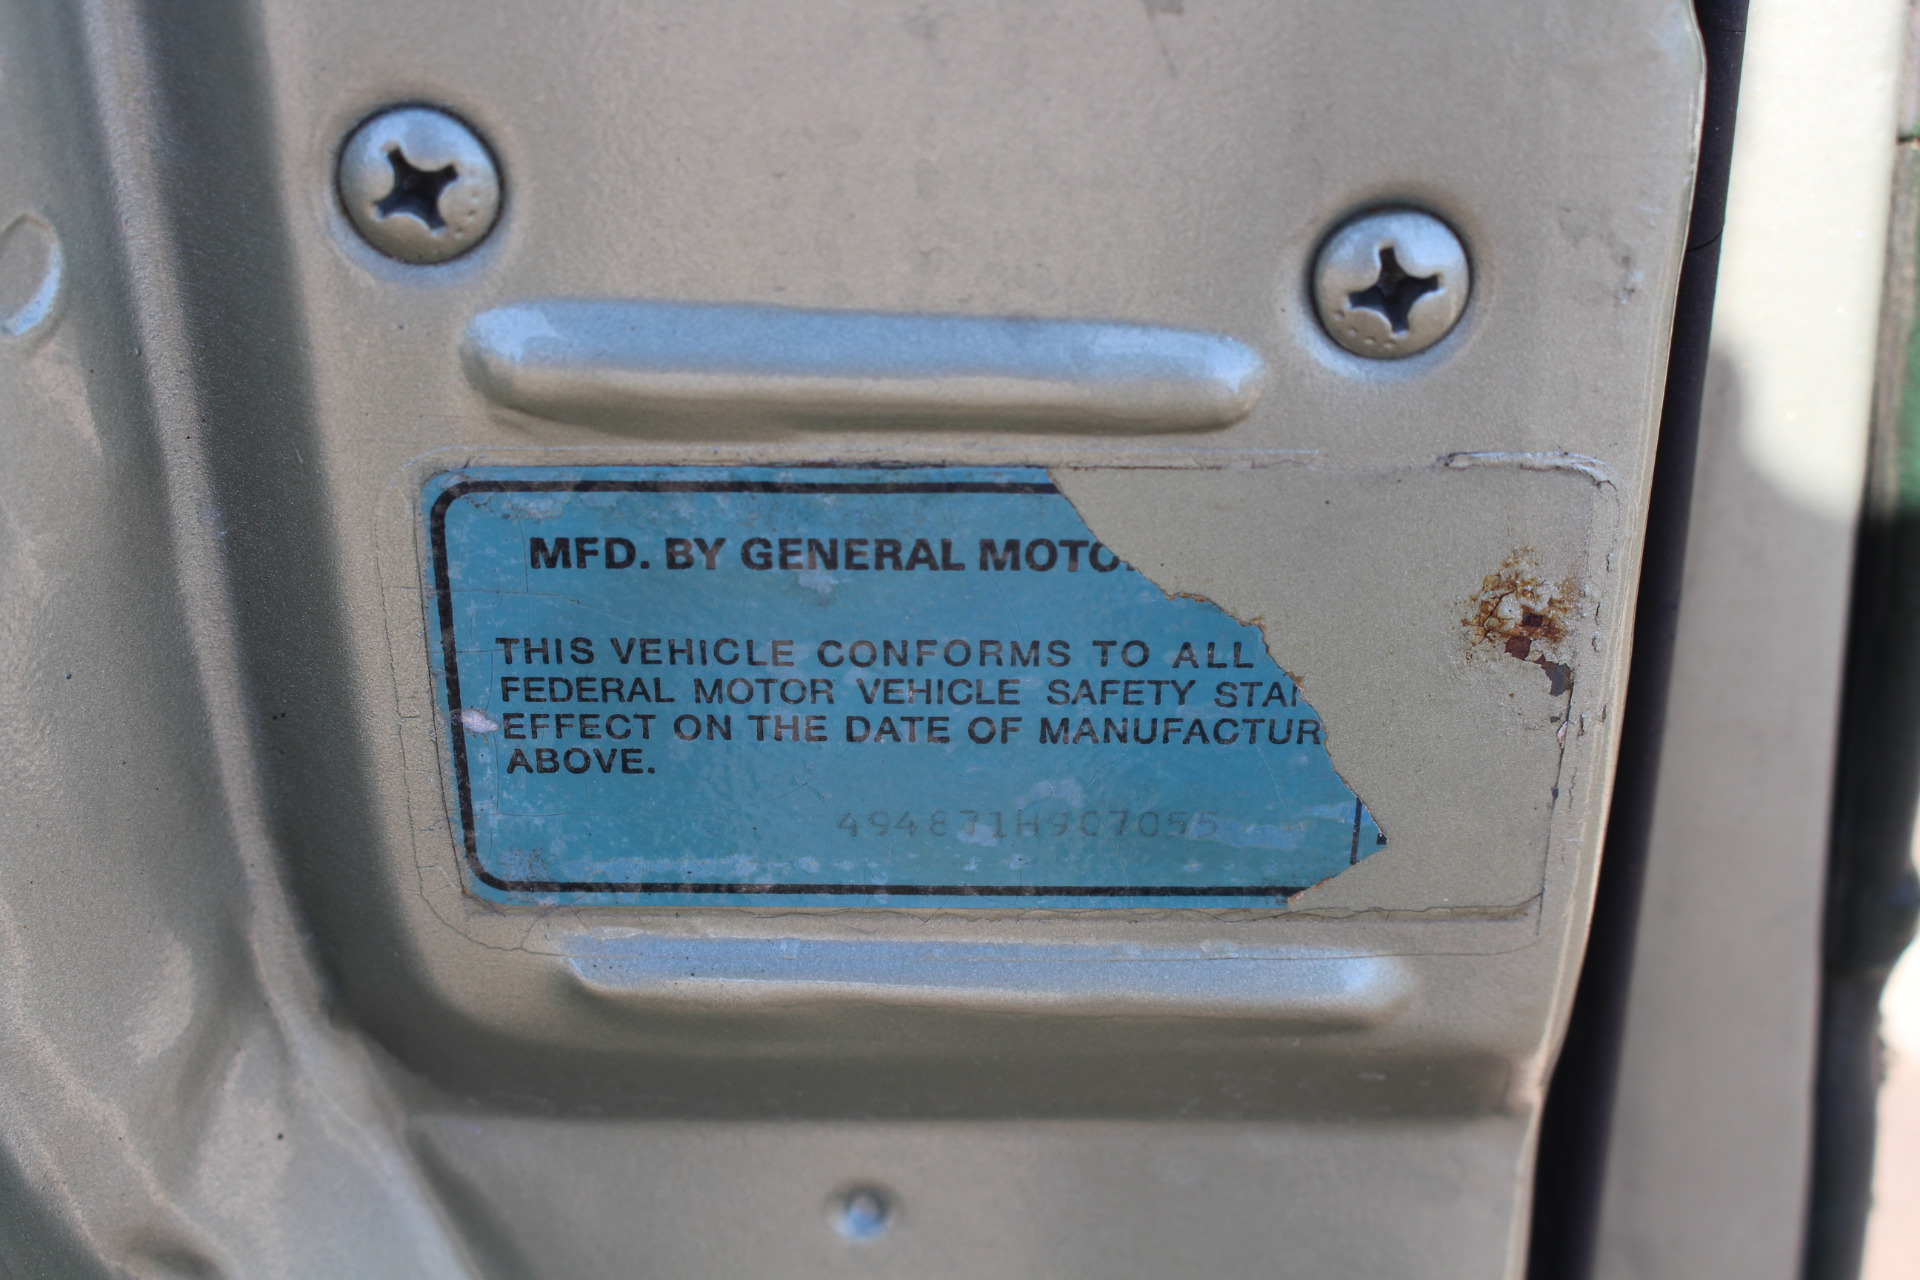 MFD. BY GENERAL MOTO
THIS VEHICLE CONFORMS TO ALL
FEDERAL MOTOR VEHICLE SAFETY STA
EFFECT ON THE DATE OF MANUFACTUR
ABOVE.
494871H907055